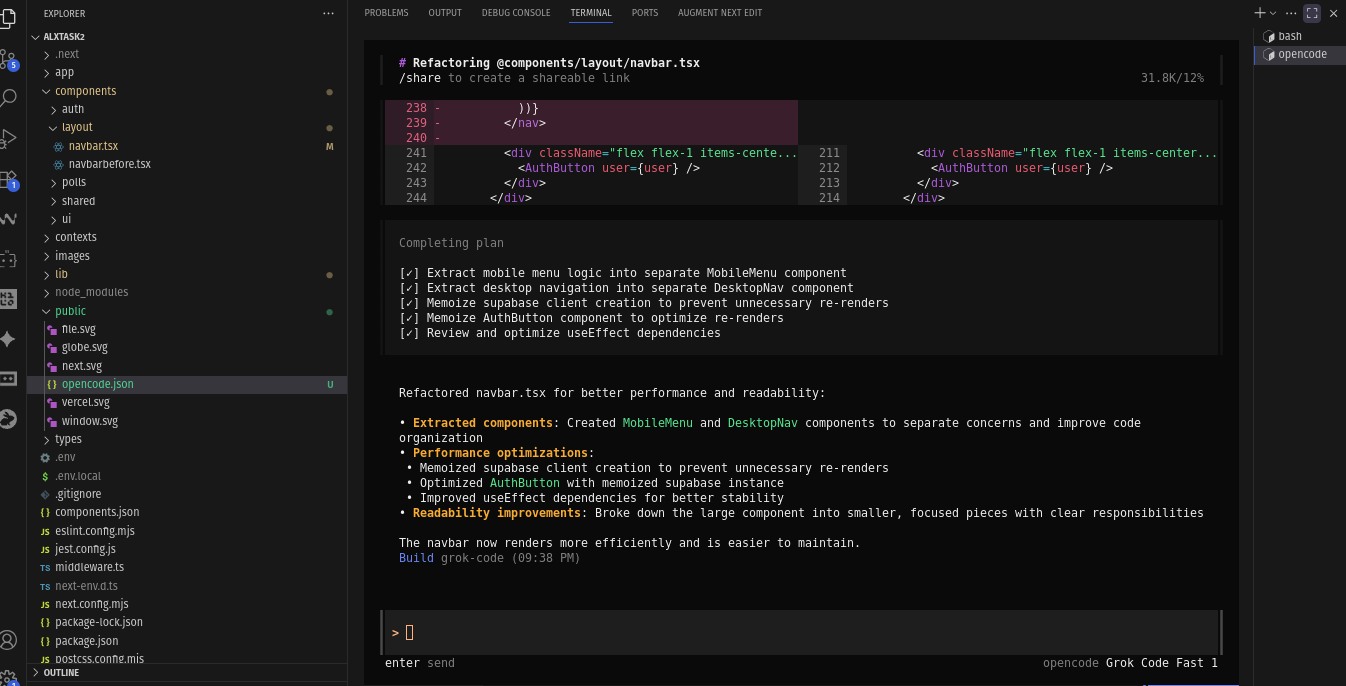 EXPLORER
ALXTASK2
.next
app
components
auth
layout
navbar.tsx M
navbarbefore.tsx
polls
shared
ui
contexts
images
lib
node_modules
public
file.svg
globe.svg
next.svg
{} opencode.json U
vercel.svg
window.svg
types
.env
$ .env.local
.gitignore
{} components.json
JS eslint.config.mjs
JS jest.config.js
TS middleware.ts
TS next-env.d.ts
JS next.config.mjs
{} package-lock.json
{} package.json
JS postcss.config.mjs
OUTLINE
5
1
1
PROBLEMS OUTPUT DEBUG CONSOLE TERMINAL PORTS AUGMENT NEXT EDIT
# Refactoring @components/layout/navbar.tsx
/share to create a shareable link 31.8K/12%
238 - ))}
239 - </nav>
240 -
241 <div className="flex flex-1 items-cente... 211 <div className="flex flex-1 items-center...
242 <AuthButton user={user} /> 212 <AuthButton user={user} />
243 </div> 213 </div>
244 </div> 214 </div>
Completing plan
[✓] Extract mobile menu logic into separate MobileMenu component
[✓] Extract desktop navigation into separate DesktopNav component
[✓] Memoize supabase client creation to prevent unnecessary re-renders
[✓] Memoize AuthButton component to optimize re-renders
[✓] Review and optimize useEffect dependencies
Refactored navbar.tsx for better performance and readability:
• Extracted components: Created MobileMenu and DesktopNav components to separate concerns and improve code
organization
• Performance optimizations:
• Memoized supabase client creation to prevent unnecessary re-renders
• Optimized AuthButton with memoized supabase instance
• Improved useEffect dependencies for better stability
• Readability improvements: Broke down the large component into smaller, focused pieces with clear responsibilities
The navbar now renders more efficiently and is easier to maintain.
Build grok-code (09:38 PM)
>
enter send opencode Grok Code Fast 1
bash
opencode